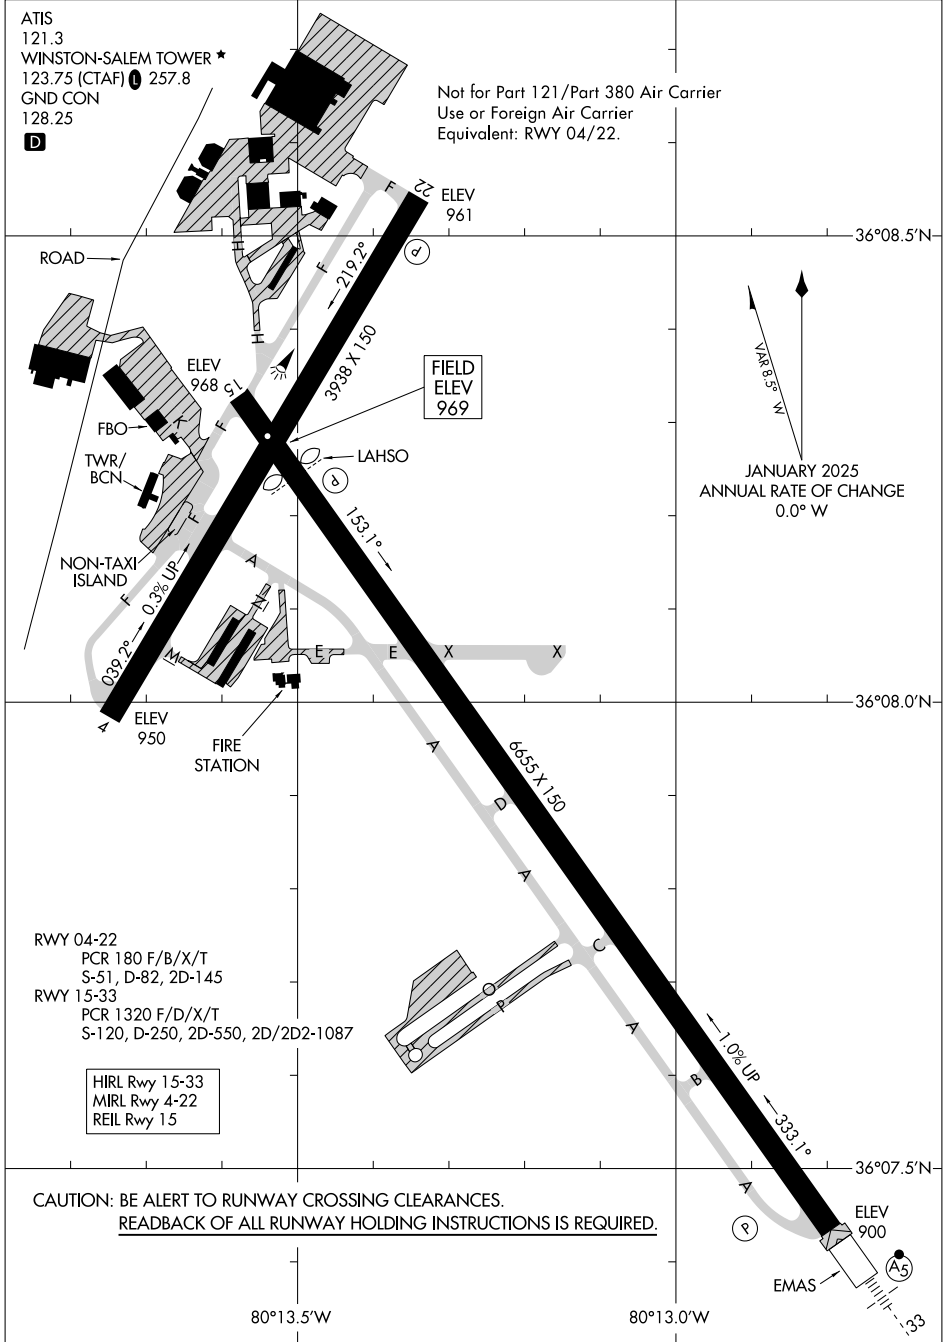 ATIS
121.3
WINSTON-SALEM TOWER ★
123.75 (CTAF) L 257.8
GND CON
128.25
D
Not for Part 121/Part 380 Air Carrier
Use or Foreign Air Carrier
Equivalent: RWY 04/22.
F
22
ELEV
961
36°08.5'N
P
ROAD
H
F
219.2°
3938 X 150
H
VAR 8.5° W
JANUARY 2025
ANNUAL RATE OF CHANGE
0.0° W
ELEV
968
15
FIELD
ELEV
969
FBO
K
F
TWR/
BCN
LAHSO
P
153.1°
NON-TAXI
ISLAND
F
F
A
N
0.3% UP
039.2°
M
E
E
X
X
4
ELEV
950
36°08.0'N
FIRE
STATION
A
6655 X 150
D
A
C
O
P
A
1.0% UP
B
333.1°
RWY 04-22
PCR 180 F/B/X/T
S-51, D-82, 2D-145
RWY 15-33
PCR 1320 F/D/X/T
S-120, D-250, 2D-550, 2D/2D2-1087
HIRL Rwy 15-33
MIRL Rwy 4-22
REIL Rwy 15
36°07.5'N
CAUTION: BE ALERT TO RUNWAY CROSSING CLEARANCES.
READBACK OF ALL RUNWAY HOLDING INSTRUCTIONS IS REQUIRED.
A
P
ELEV
900
EMAS
A5
33
80°13.5'W
80°13.0'W